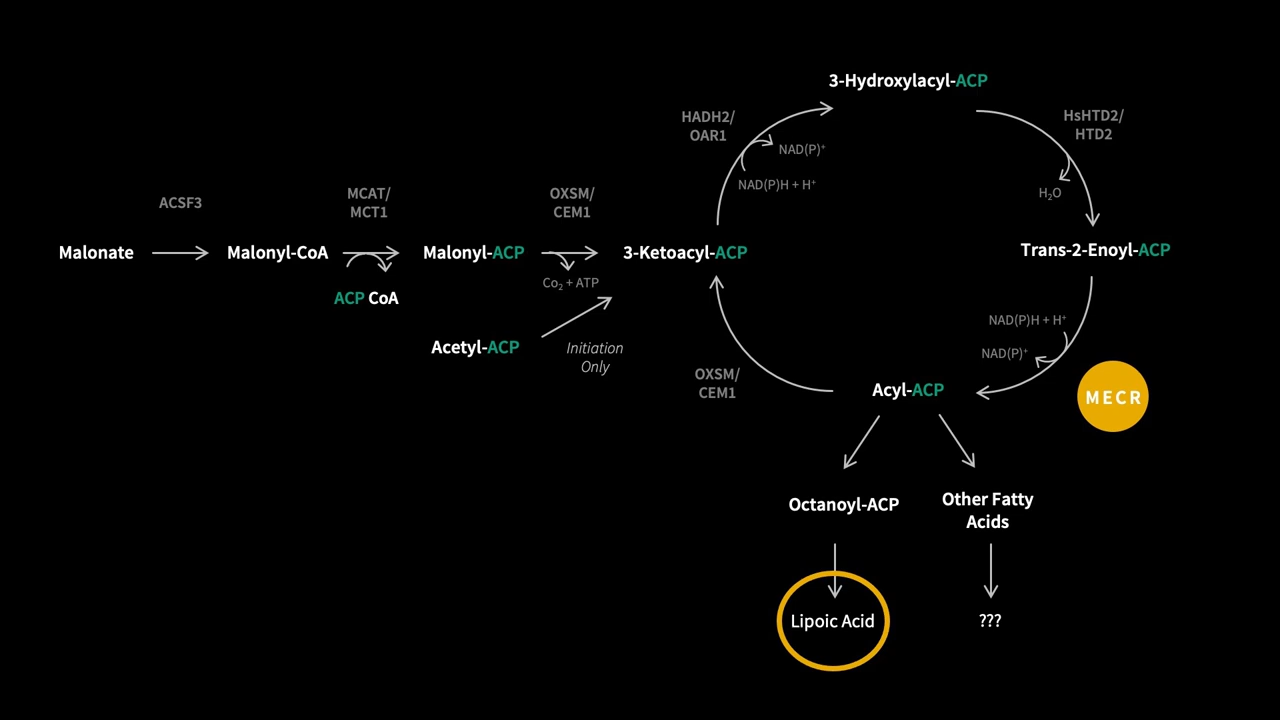 3-Hydroxylacyl-ACP
HADH2/
OAR1
HsHTD2/
HTD2
NAD(P)⁺
NAD(P)H + H⁺
H₂O
ACSF3
MCAT/
MCT1
OXSM/
CEM1
Malonate
Malonyl-CoA
Malonyl-ACP
3-Ketoacyl-ACP
Trans-2-Enoyl-ACP
ACP CoA
Co₂ + ATP
Acetyl-ACP
Initiation
Only
NAD(P)H + H⁺
NAD(P)⁺
OXSM/
CEM1
Acyl-ACP
MECR
Octanoyl-ACP
Other Fatty
Acids
Lipoic Acid
???